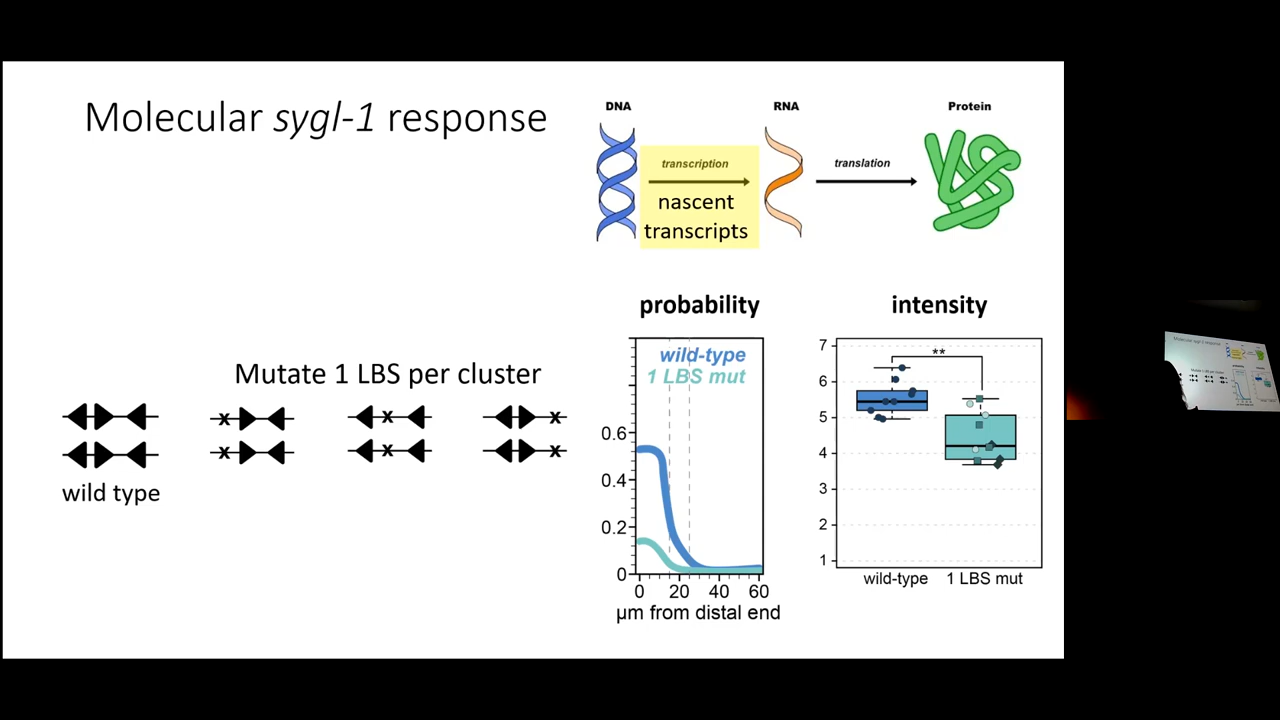 Molecular sygl-1 response
DNA
RNA
Protein
transcription
translation
nascent
transcripts
Mutate 1 LBS per cluster
x
x
x
x
x
x
wild type
probability
wild-type
1 LBS mut
0.6
0.4
0.2
0
0 20 40 60
µm from distal end
intensity
**
7
6
5
4
3
2
1
wild-type 1 LBS mut